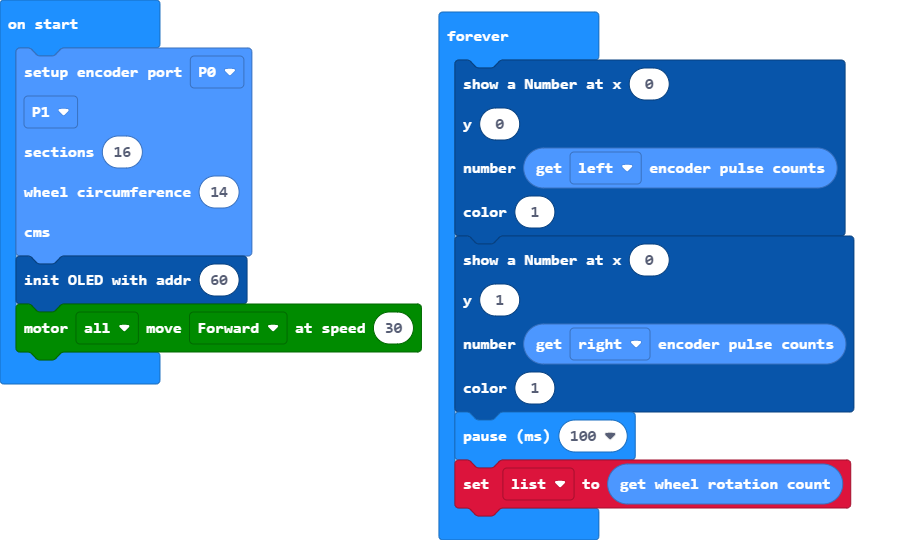 on start
setup encoder port P0
P1
sections 16
wheel circumference 14
cms
init OLED with addr 60
motor all move Forward at speed 30
forever
show a Number at x 0
y 0
number get left encoder pulse counts
color 1
show a Number at x 0
y 1
number get right encoder pulse counts
color 1
pause (ms) 100
set list to get wheel rotation count